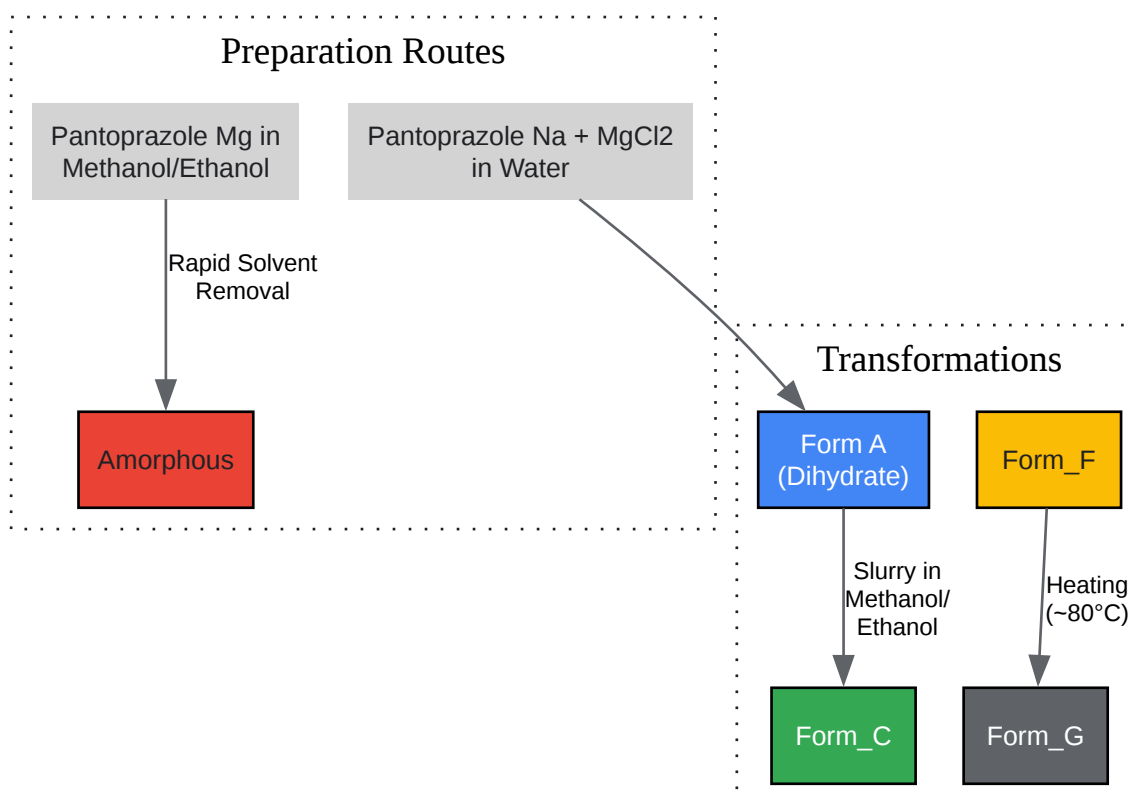 Preparation Routes
Pantoprazole Mg in
Methanol/Ethanol
Pantoprazole Na + MgCl2
in Water
Rapid Solvent
Removal
Amorphous
Transformations
Form A
(Dihydrate)
Form_F
Slurry in
Methanol/
Ethanol
Heating
(~80°C)
Form_C
Form_G